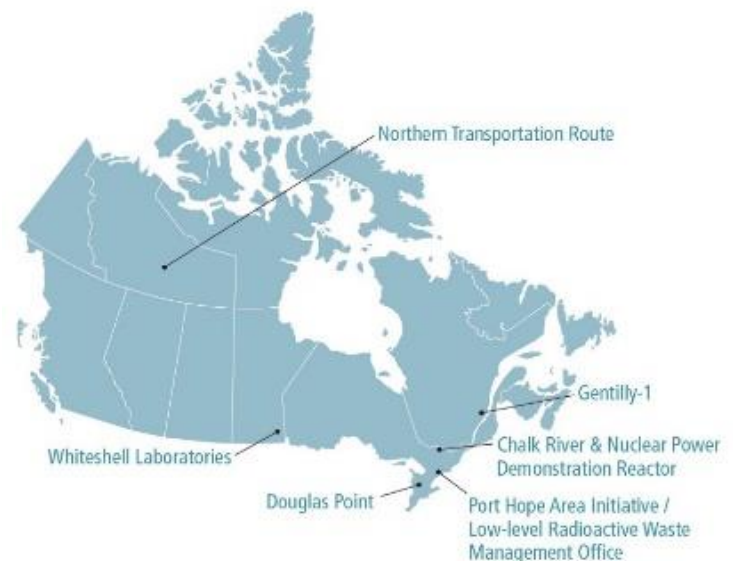 Northern Transportation Route
Gentilly-1
Chalk River & Nuclear Power
Demonstration Reactor
Whiteshell Laboratories
Douglas Point
Port Hope Area Initiative /
Low-level Radioactive Waste
Management Office